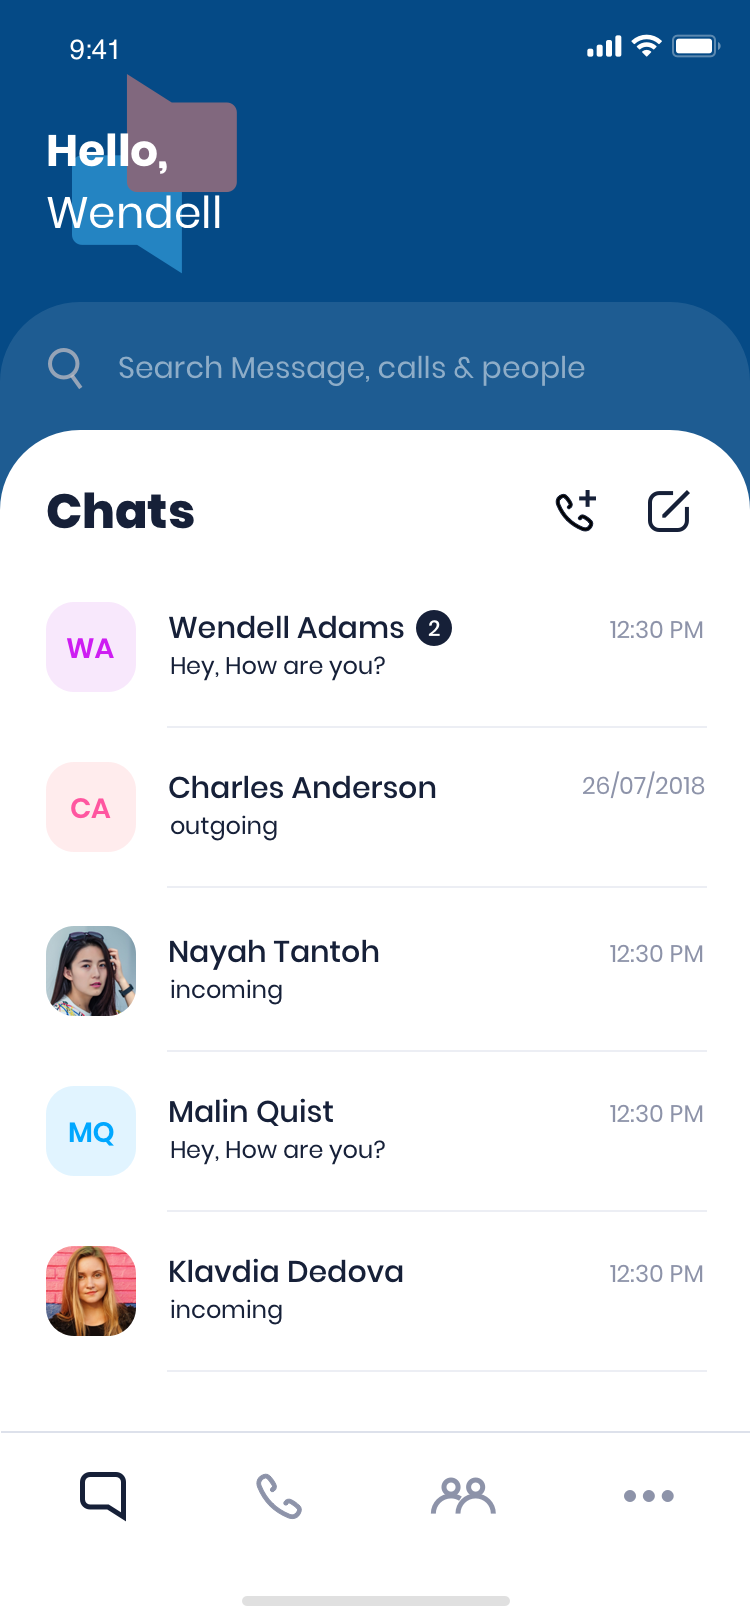 9:41
Hello,
Wendell
Search Message, calls & people
Chats
WA
Wendell Adams 2
12:30 PM
Hey, How are you?
CA
Charles Anderson
26/07/2018
outgoing
Nayah Tantoh
12:30 PM
incoming
MQ
Malin Quist
12:30 PM
Hey, How are you?
Klavdia Dedova
12:30 PM
incoming